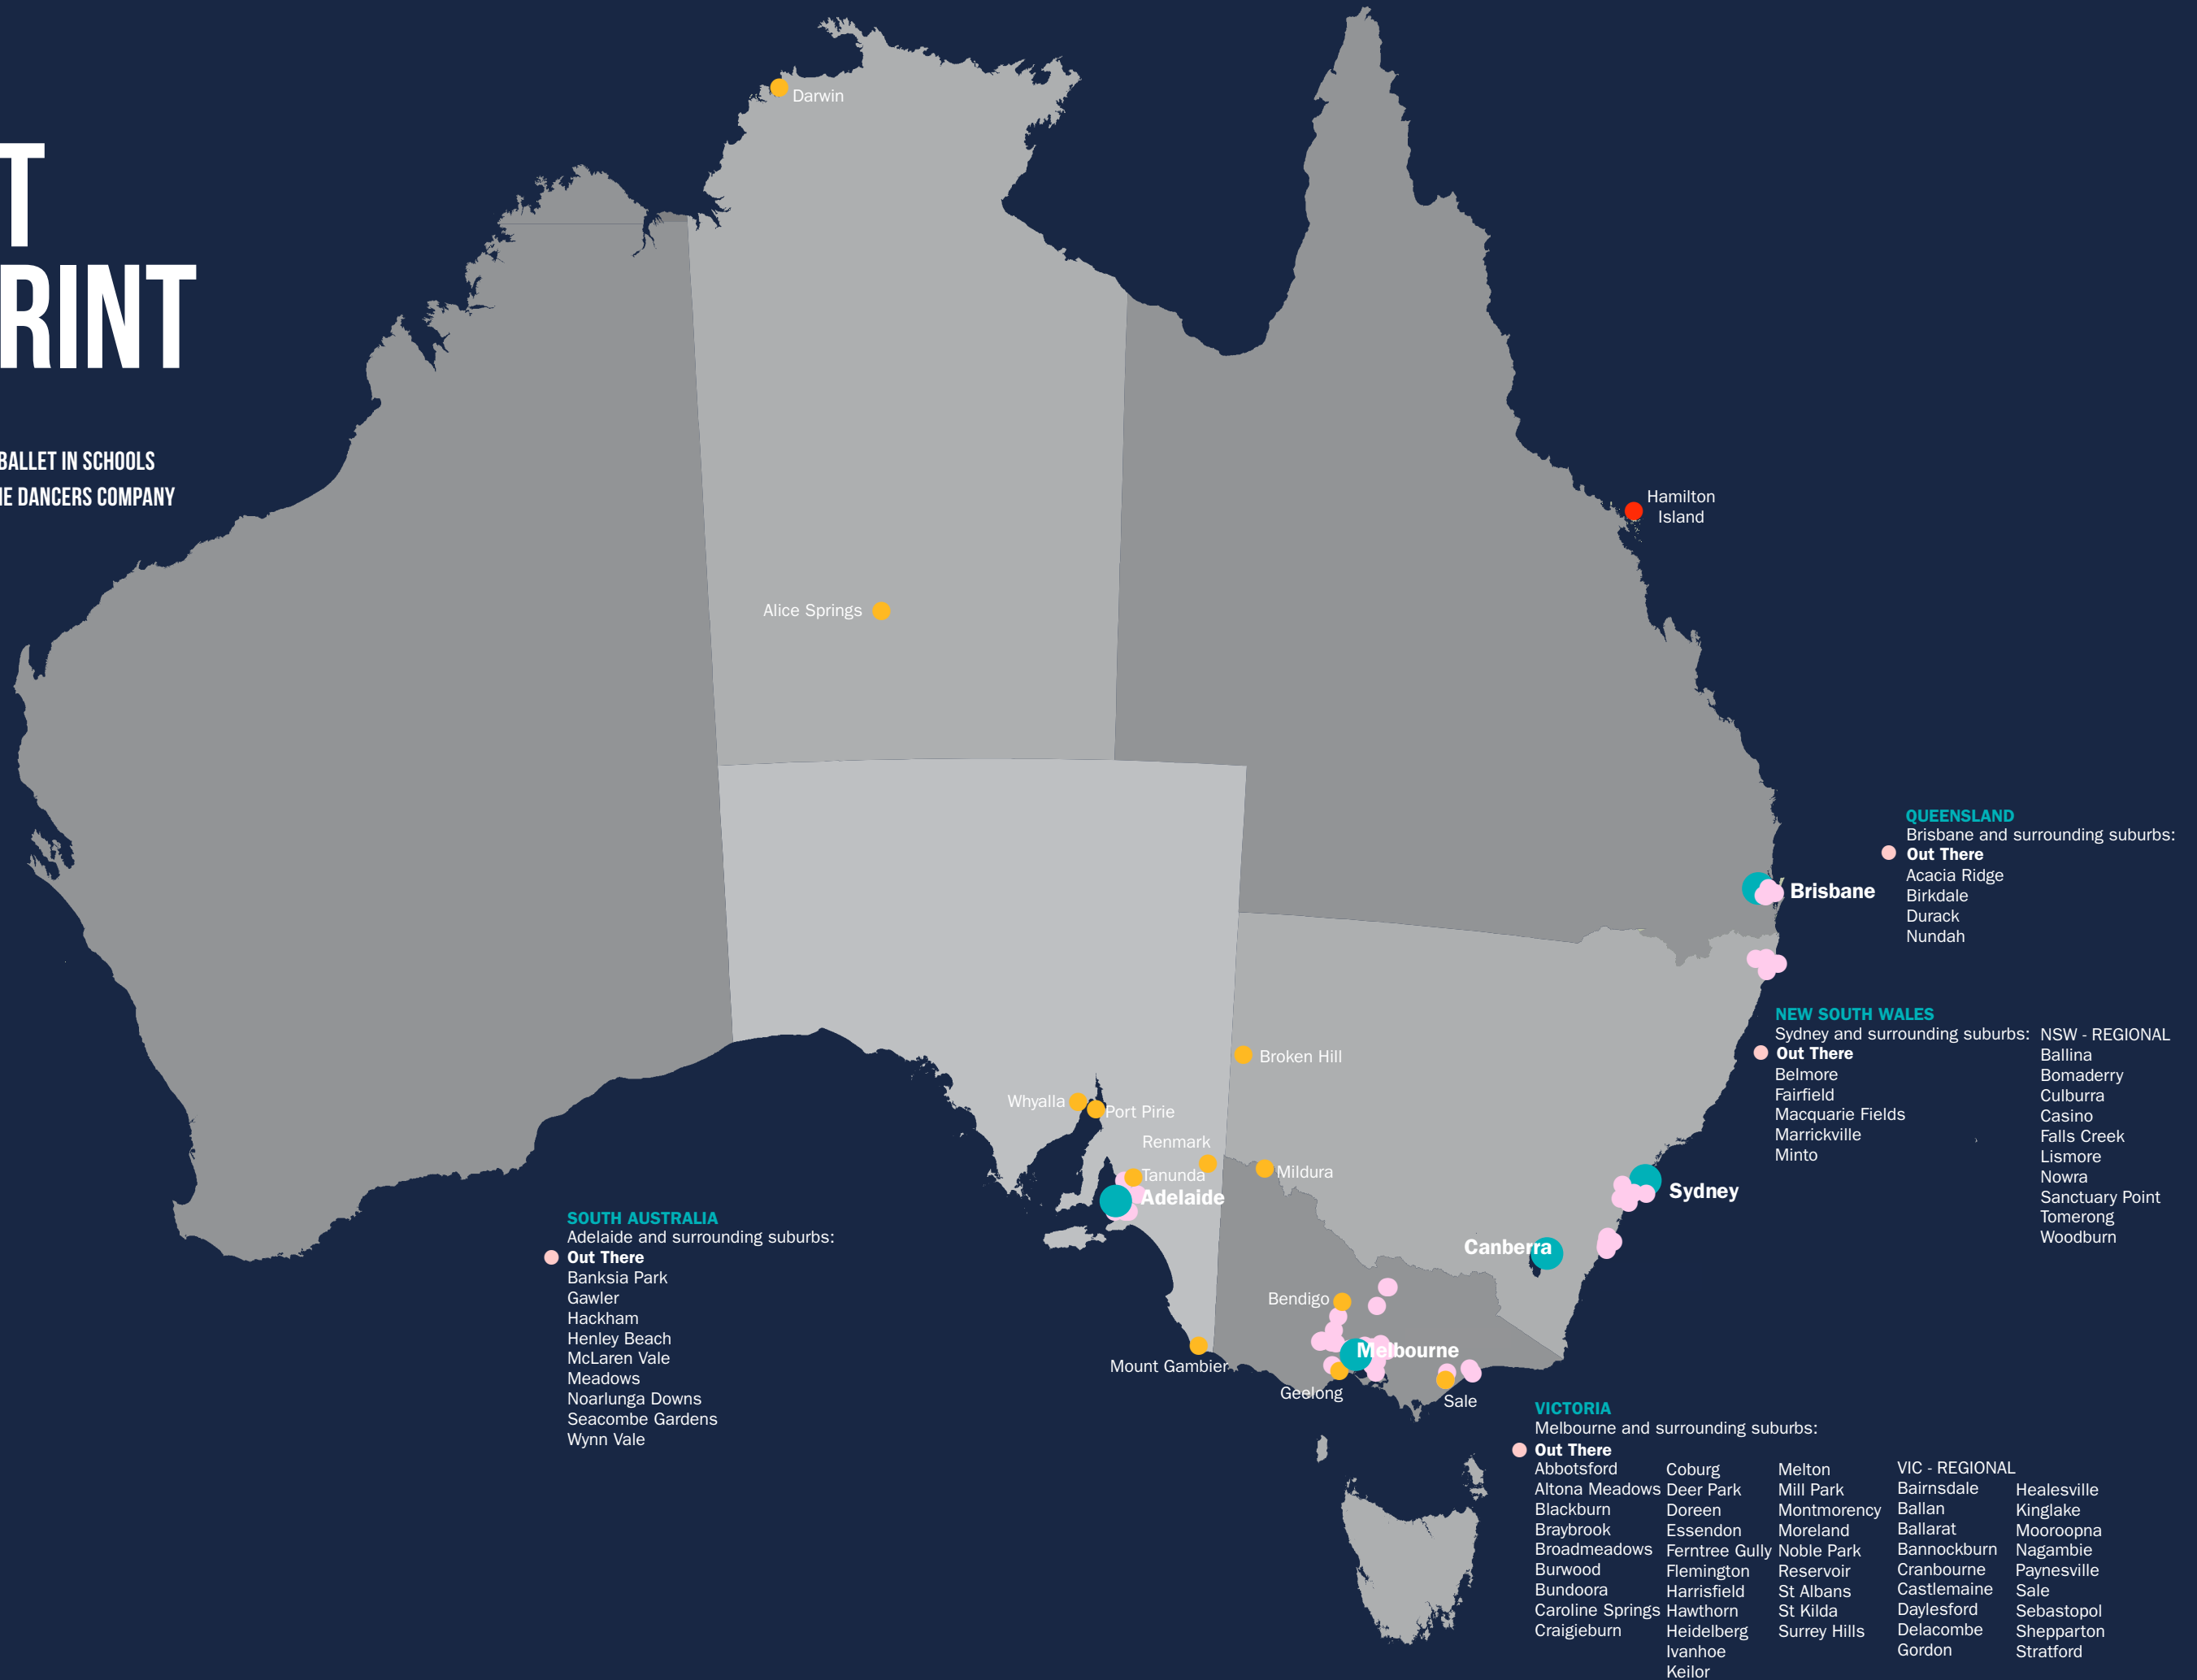 T
RINT
BALLET IN SCHOOLS
HE DANCERS COMPANY
Darwin
Alice Springs
Hamilton
Island
Brisbane
QUEENSLAND
Brisbane and surrounding suburbs:
Out There
Acacia Ridge
Birkdale
Durack
Nundah
NEW SOUTH WALES
Sydney and surrounding suburbs:
Out There
Belmore
Fairfield
Macquarie Fields
Marrickville
Minto
NSW - REGIONAL
Ballina
Bomaderry
Culburra
Casino
Falls Creek
Lismore
Nowra
Sanctuary Point
Tomerong
Woodburn
Broken Hill
Whyalla
Port Pirie
Renmark
Tanunda
Mildura
Adelaide
Sydney
Canberra
Bendigo
Melbourne
Mount Gambier
Geelong
Sale
SOUTH AUSTRALIA
Adelaide and surrounding suburbs:
Out There
Banksia Park
Gawler
Hackham
Henley Beach
McLaren Vale
Meadows
Noarlunga Downs
Seacombe Gardens
Wynn Vale
VICTORIA
Melbourne and surrounding suburbs:
Out There
Abbotsford
Altona Meadows
Blackburn
Braybrook
Broadmeadows
Burwood
Bundoora
Caroline Springs
Craigieburn
Coburg
Deer Park
Doreen
Essendon
Ferntree Gully
Flemington
Harrisfield
Hawthorn
Heidelberg
Ivanhoe
Keilor
Melton
Mill Park
Montmorency
Moreland
Noble Park
Reservoir
St Albans
St Kilda
Surrey Hills
VIC - REGIONAL
Bairnsdale
Ballan
Ballarat
Bannockburn
Cranbourne
Castlemaine
Daylesford
Delacombe
Gordon
Healesville
Kinglake
Mooroopna
Nagambie
Paynesville
Sale
Sebastopol
Shepparton
Stratford